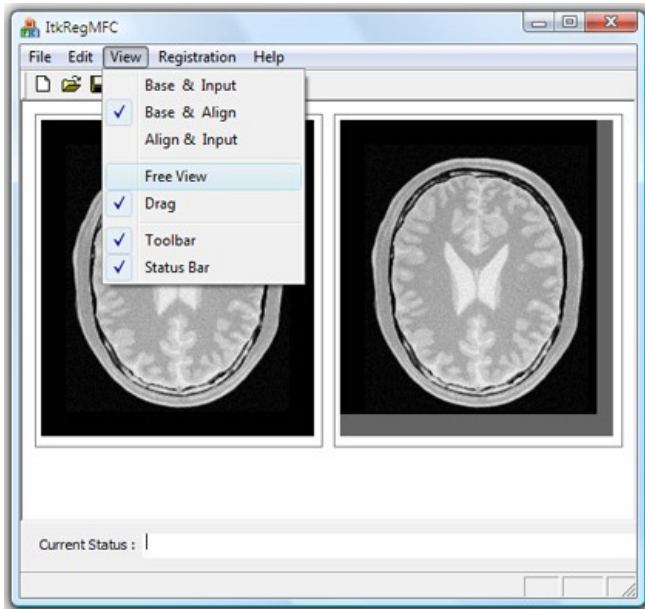 ItkRegMFC
File Edit View Registration Help
Base & Input
Base & Align
Align & Input
Free View
Drag
Toolbar
Status Bar
Current Status :